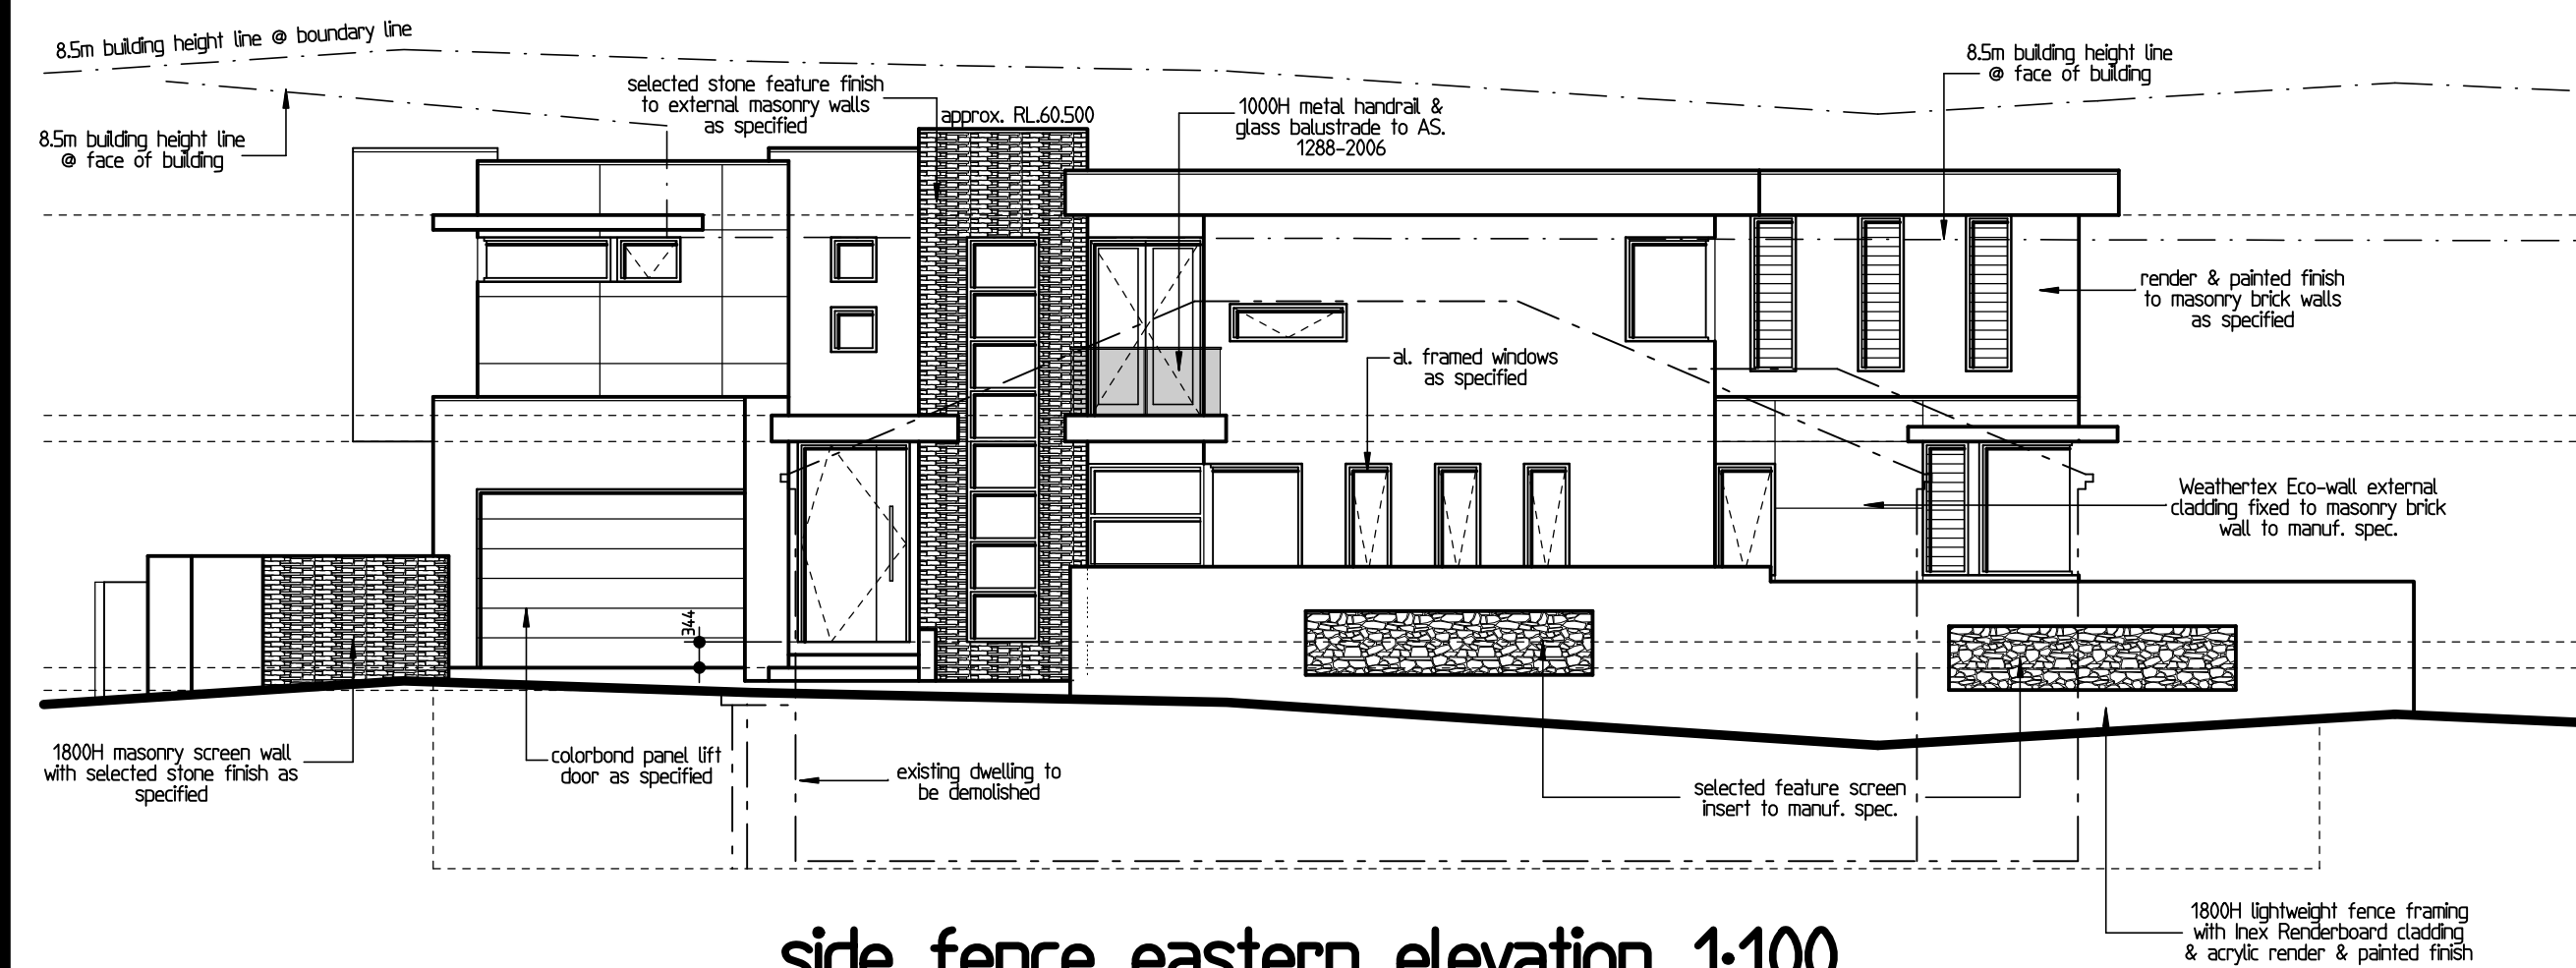 8.5m building height line @ boundary line
8.5m building height line
@ face of building
selected stone feature finish
to external masonry walls
as specified
approx. RL.60.500
1000H metal handrail &
glass balustrade to AS.
1288-2006
8.5m building height line
@ face of building
render & painted finish
to masonry brick walls
as specified
al. framed windows
as specified
Weathertex Eco-wall external
cladding fixed to masonry brick
wall to manuf. spec.
344
1800H masonry screen wall
with selected stone finish as
specified
colorbond panel lift
door as specified
existing dwelling to
be demolished
selected feature screen
insert to manuf. spec.
1800H lightweight fence framing
with Inex Renderboard cladding
& acrylic render & painted finish
side fence eastern elevation 1:100